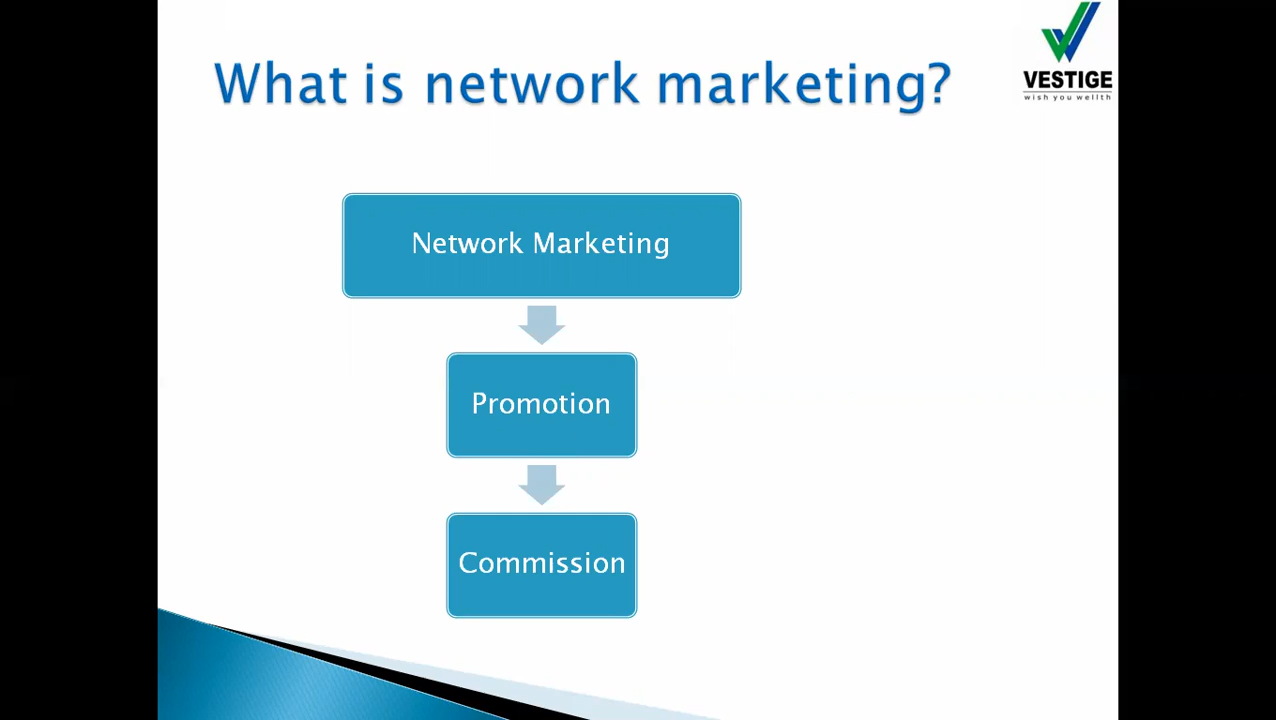 What is network marketing?
VESTIGE
wish you wellth
Network Marketing
Promotion
Commission